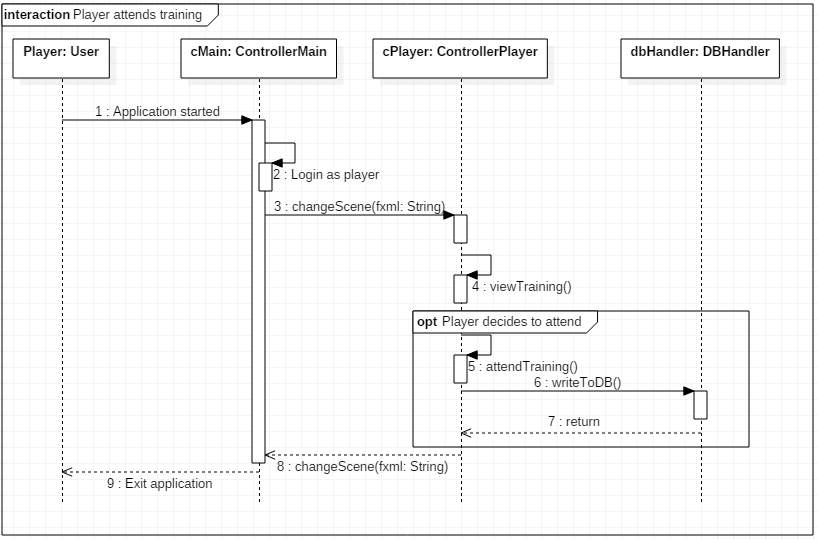 interaction Player attends training
Player: User
cMain: ControllerMain
cPlayer: ControllerPlayer
dbHandler: DBHandler
1 : Application started
2 : Login as player
3 : changeScene(fxml: String)
4 : viewTraining()
opt Player decides to attend
5 : attendTraining()
6 : writeToDB()
7 : return
8 : changeScene(fxml: String)
9 : Exit application